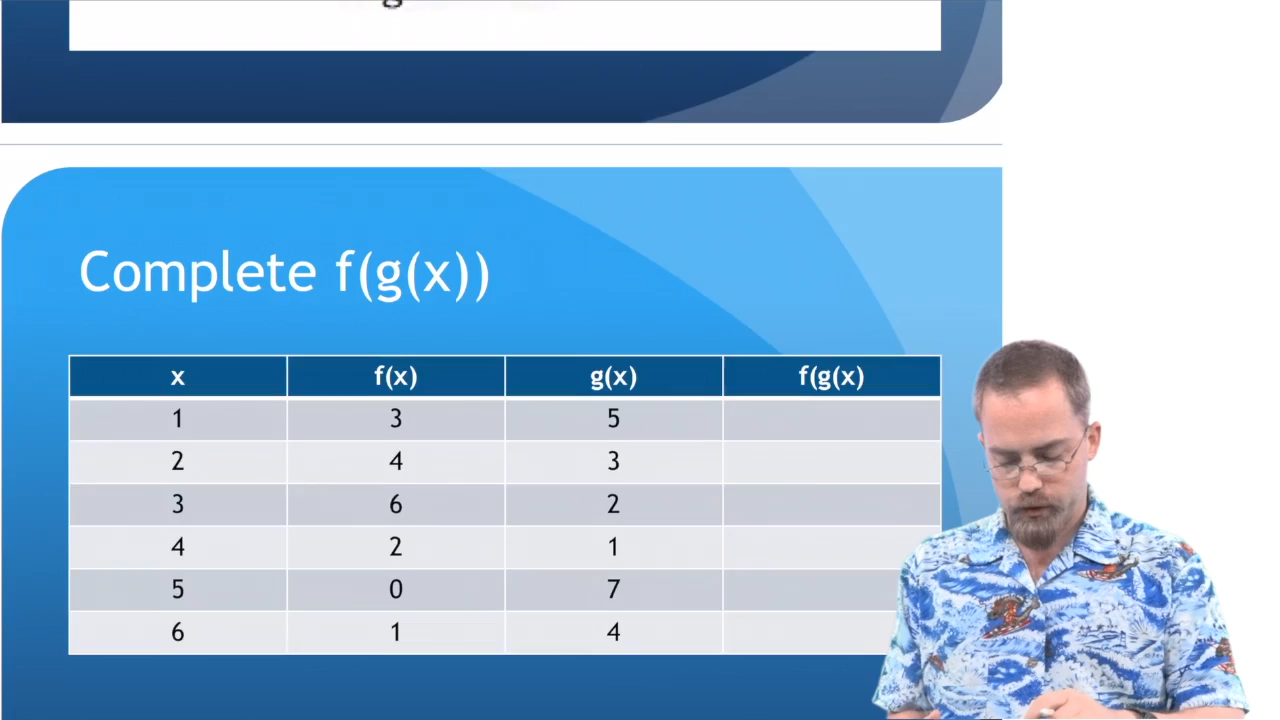 Complete f(g(x))
x f(x) g(x) f(g(x)
1 3 5
2 4 3
3 6 2
4 2 1
5 0 7
6 1 4